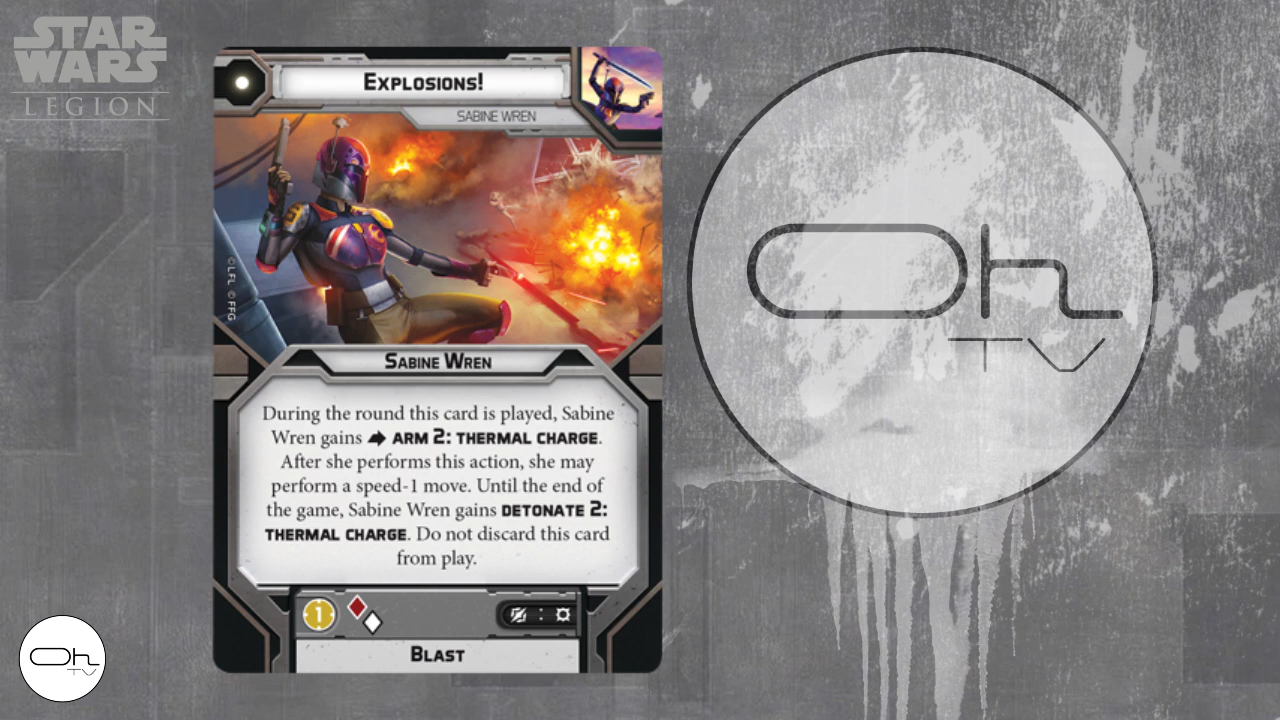 STAR
WARS
LEGION
EXPLOSIONS!
SABINE WREN
©LFL ©FFG
SABINE WREN
During the round this card is played, Sabine
Wren gains ARM 2: THERMAL CHARGE.
After she performs this action, she may
perform a speed-1 move. Until the end of
the game, Sabine Wren gains DETONATE 2:
THERMAL CHARGE. Do not discard this card
from play.
1
:
BLAST
Oh
TV
Oh
TV